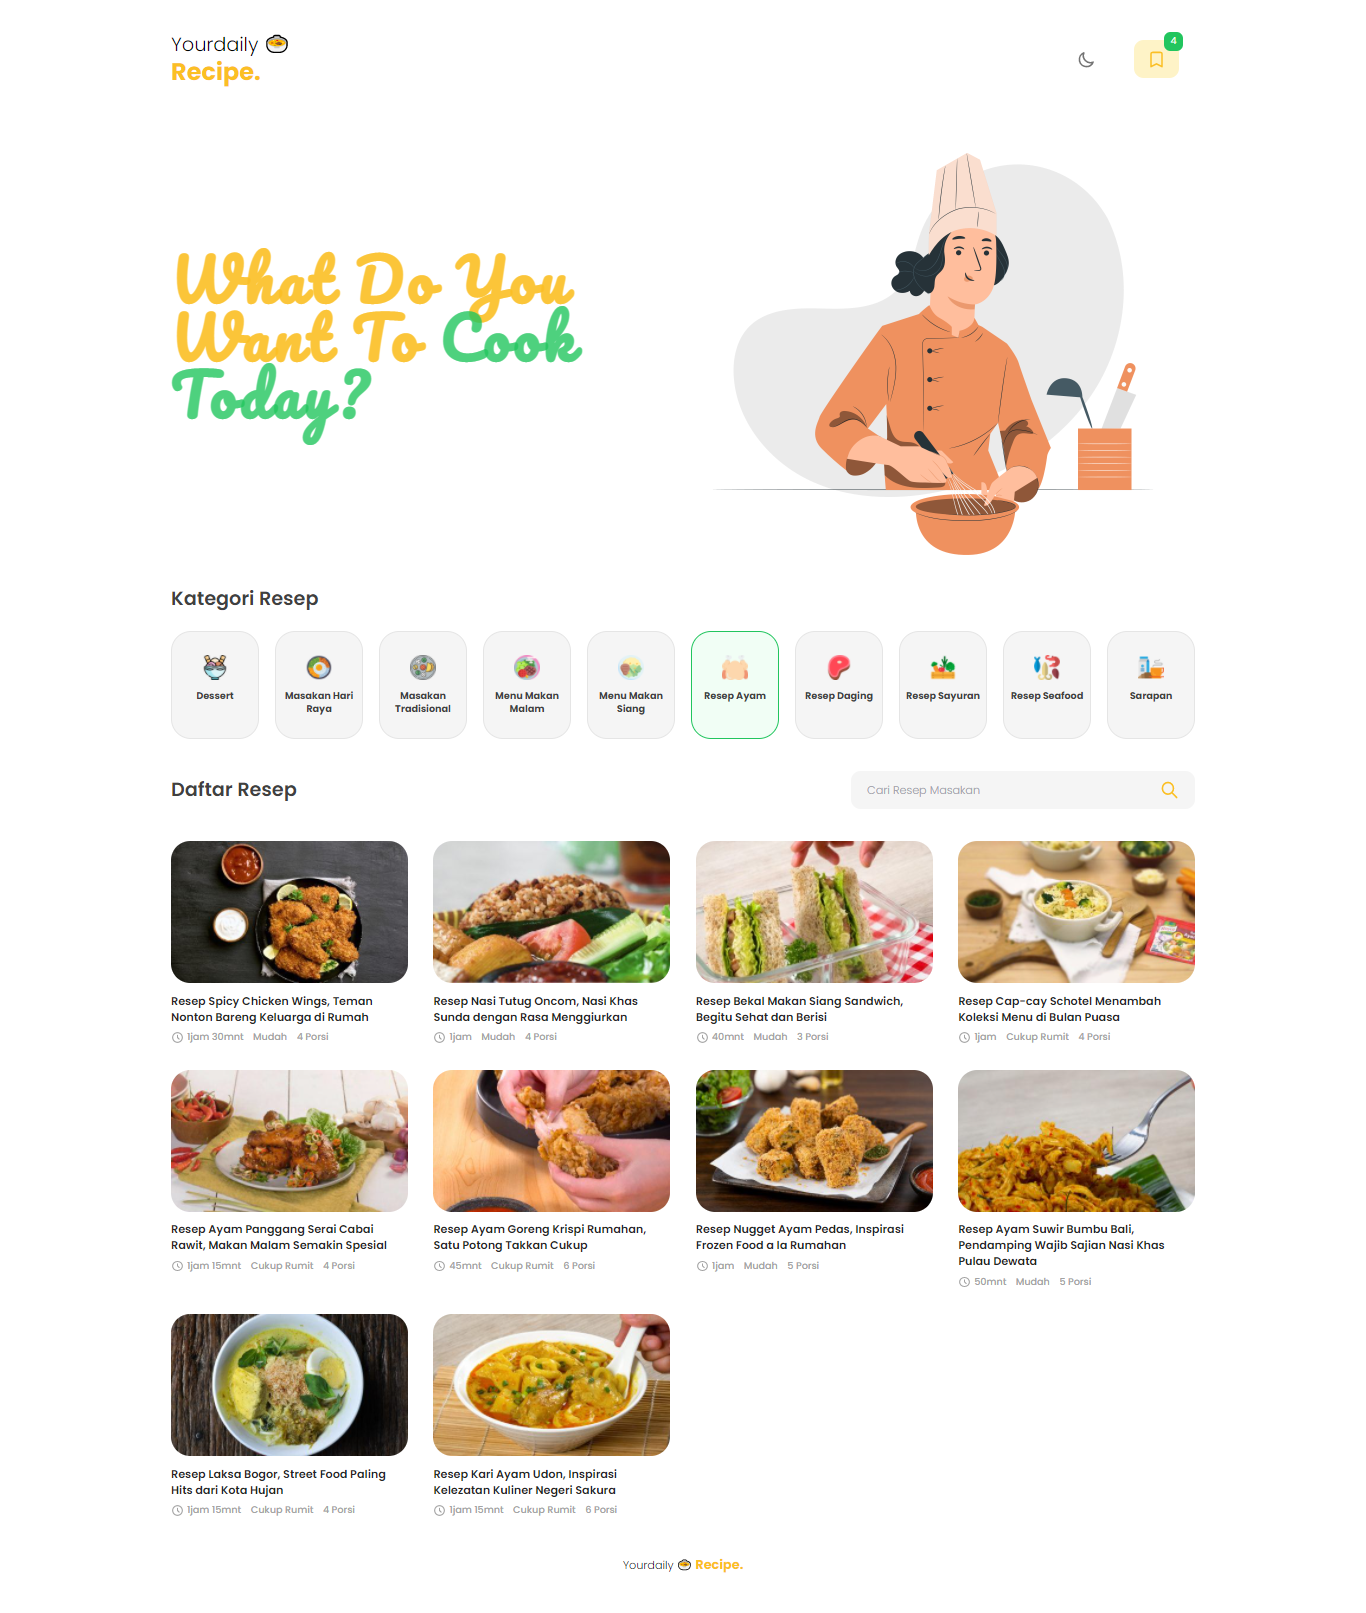 Yourdaily
Recipe.
4
What Do You
Want To Cook
Today?
Kategori Resep
Dessert
Masakan Hari
Raya
Masakan
Tradisional
Menu Makan
Malam
Menu Makan
Siang
Resep Ayam
Resep Daging
Resep Sayuran
Resep Seafood
Sarapan
Daftar Resep
Cari Resep Masakan
Resep Spicy Chicken Wings, Teman
Nonton Bareng Keluarga di Rumah
1jam 30mnt Mudah 4 Porsi
Resep Nasi Tutug Oncom, Nasi Khas
Sunda dengan Rasa Menggiurkan
1jam Mudah 4 Porsi
Resep Bekal Makan Siang Sandwich,
Begitu Sehat dan Berisi
40mnt Mudah 3 Porsi
Resep Cap-cay Schotel Menambah
Koleksi Menu di Bulan Puasa
1jam Cukup Rumit 4 Porsi
Resep Ayam Panggang Serai Cabai
Rawit, Makan Malam Semakin Spesial
1jam 15mnt Cukup Rumit 4 Porsi
Resep Ayam Goreng Krispi Rumahan,
Satu Potong Takkan Cukup
45mnt Cukup Rumit 6 Porsi
Resep Nugget Ayam Pedas, Inspirasi
Frozen Food a la Rumahan
1jam Mudah 5 Porsi
Resep Ayam Suwir Bumbu Bali,
Pendamping Wajib Sajian Nasi Khas
Pulau Dewata
50mnt Mudah 5 Porsi
Resep Laksa Bogor, Street Food Paling
Hits dari Kota Hujan
1jam 15mnt Cukup Rumit 4 Porsi
Resep Kari Ayam Udon, Inspirasi
Kelezatan Kuliner Negeri Sakura
1jam 15mnt Cukup Rumit 6 Porsi
Yourdaily Recipe.